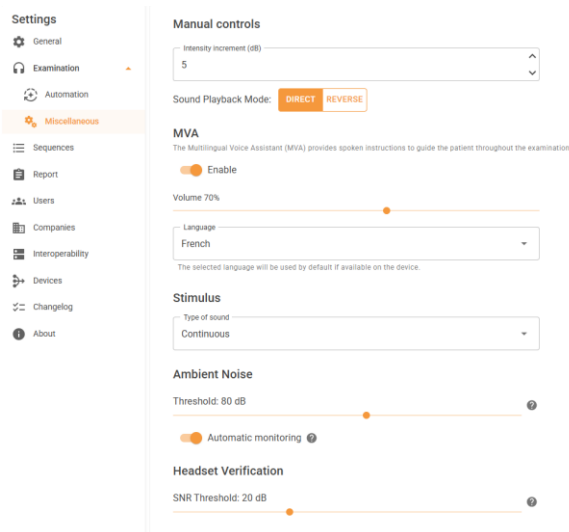 Settings
General
Examination
Automation
Miscellaneous
Sequences
Report
Users
Companies
Interoperability
Devices
Changelog
About
Manual controls
Intensity increment (dB)
5
Sound Playback Mode: DIRECT REVERSE
MVA
The Multilingual Voice Assistant (MVA) provides spoken instructions to guide the patient throughout the examination
Enable
Volume 70%
Language
French
The selected language will be used by default if available on the device.
Stimulus
Type of sound
Continuous
Ambient Noise
Threshold: 80 dB
Automatic monitoring
Headset Verification
SNR Threshold: 20 dB